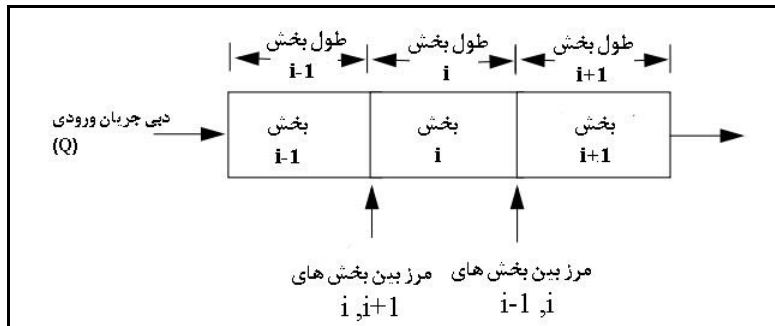 طول بخش
i-1
طول بخش
i
طول بخش
i+1
دبی جریان ورودی
(Q)
بخش
i-1
بخش
i
بخش
i+1
مرز بین بخش های
i ,i+1
مرز بین بخش های
i-1 ,i